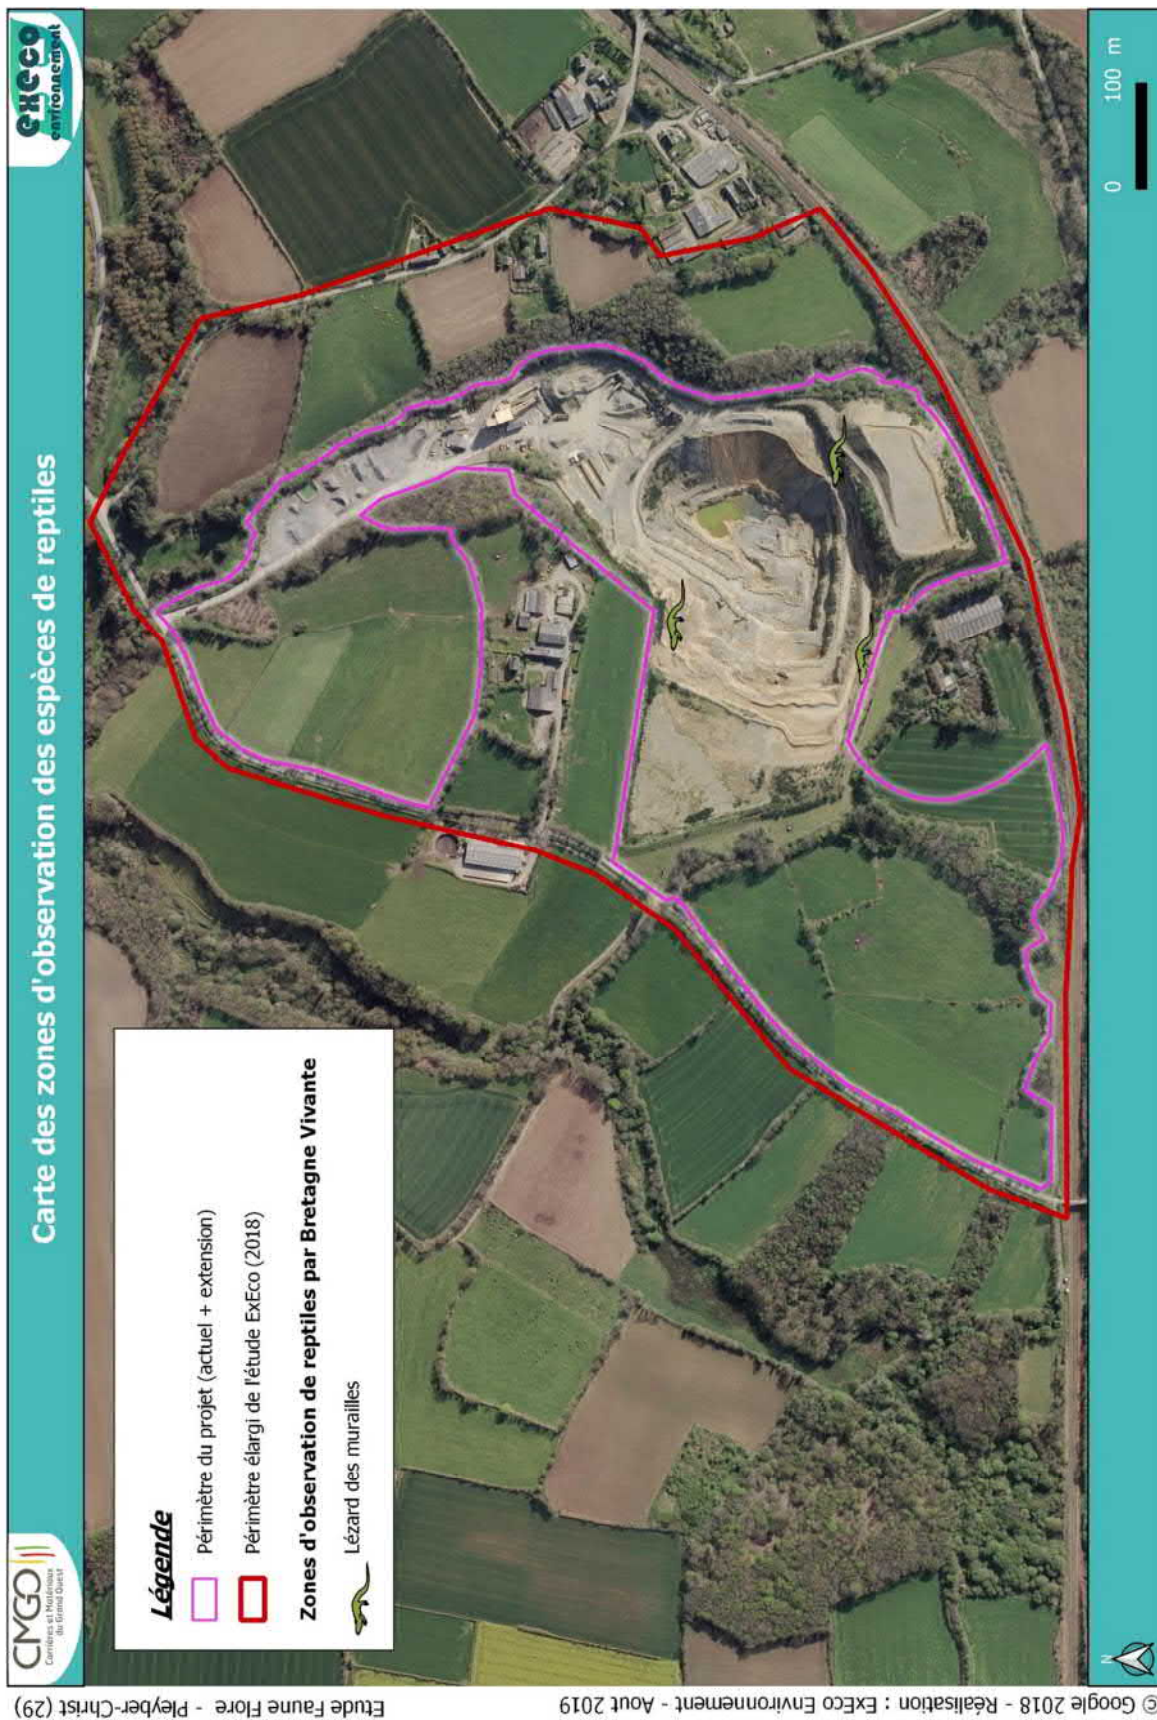 CMGO
Carrières et Matériaux
du Grand Ouest
Carte des zones d'observation des espèces de reptiles
execo
environnement
Légende
Périmètre du projet (actuel + extension)
Périmètre élargi de l'étude ExEco (2018)
Zones d'observation de reptiles par Bretagne Vivante
Lézard des murailles
N
0 100 m
Etude Faune Flore - Pleyber-Christ (29)
© Google 2018 - Réalisation : ExEco Environnement - Aout 2019